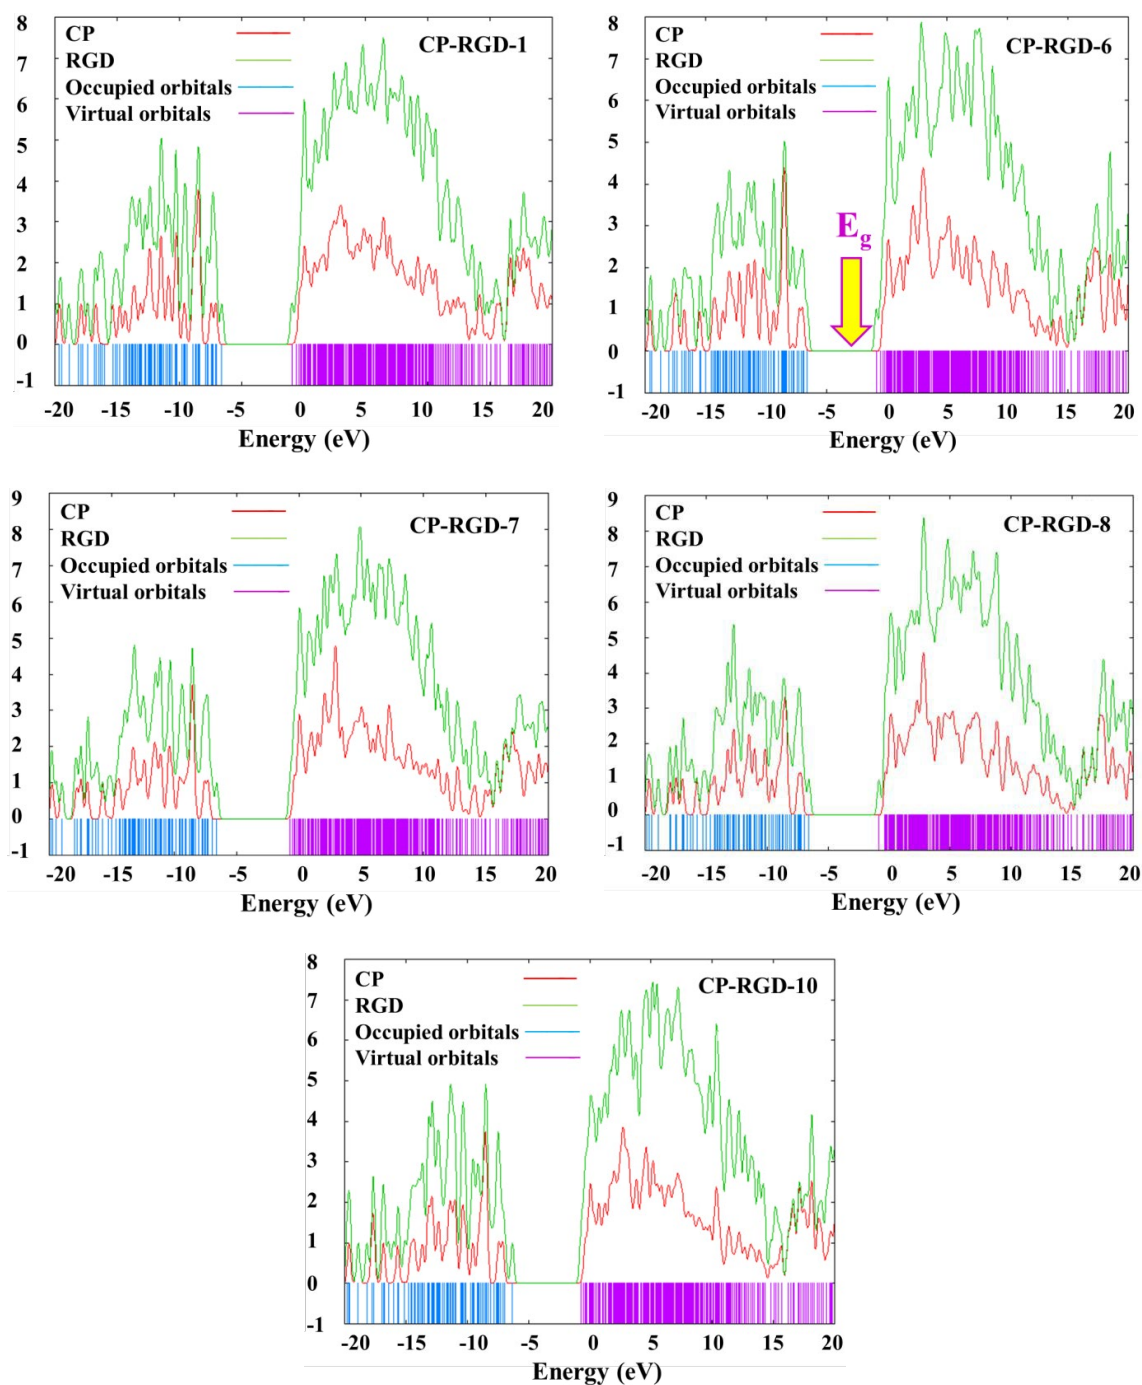 8
7
6
5
4
3
2
1
0
-1
CP
RGD
Occupied orbitals
Virtual orbitals
CP-RGD-1
-20 -15 -10 -5 0 5 10 15 20
Energy (eV)
8
7
6
5
4
3
2
1
0
-1
CP
RGD
Occupied orbitals
Virtual orbitals
CP-RGD-6
Eg
-20 -15 -10 -5 0 5 10 15 20
Energy (eV)
9
8
7
6
5
4
3
2
1
0
-1
CP
RGD
Occupied orbitals
Virtual orbitals
CP-RGD-7
-20 -15 -10 -5 0 5 10 15 20
Energy (eV)
9
8
7
6
5
4
3
2
1
0
-1
CP
RGD
Occupied orbitals
Virtual orbitals
CP-RGD-8
-20 -15 -10 -5 0 5 10 15 20
Energy (eV)
8
7
6
5
4
3
2
1
0
-1
CP
RGD
Occupied orbitals
Virtual orbitals
CP-RGD-10
-20 -15 -10 -5 0 5 10 15 20
Energy (eV)